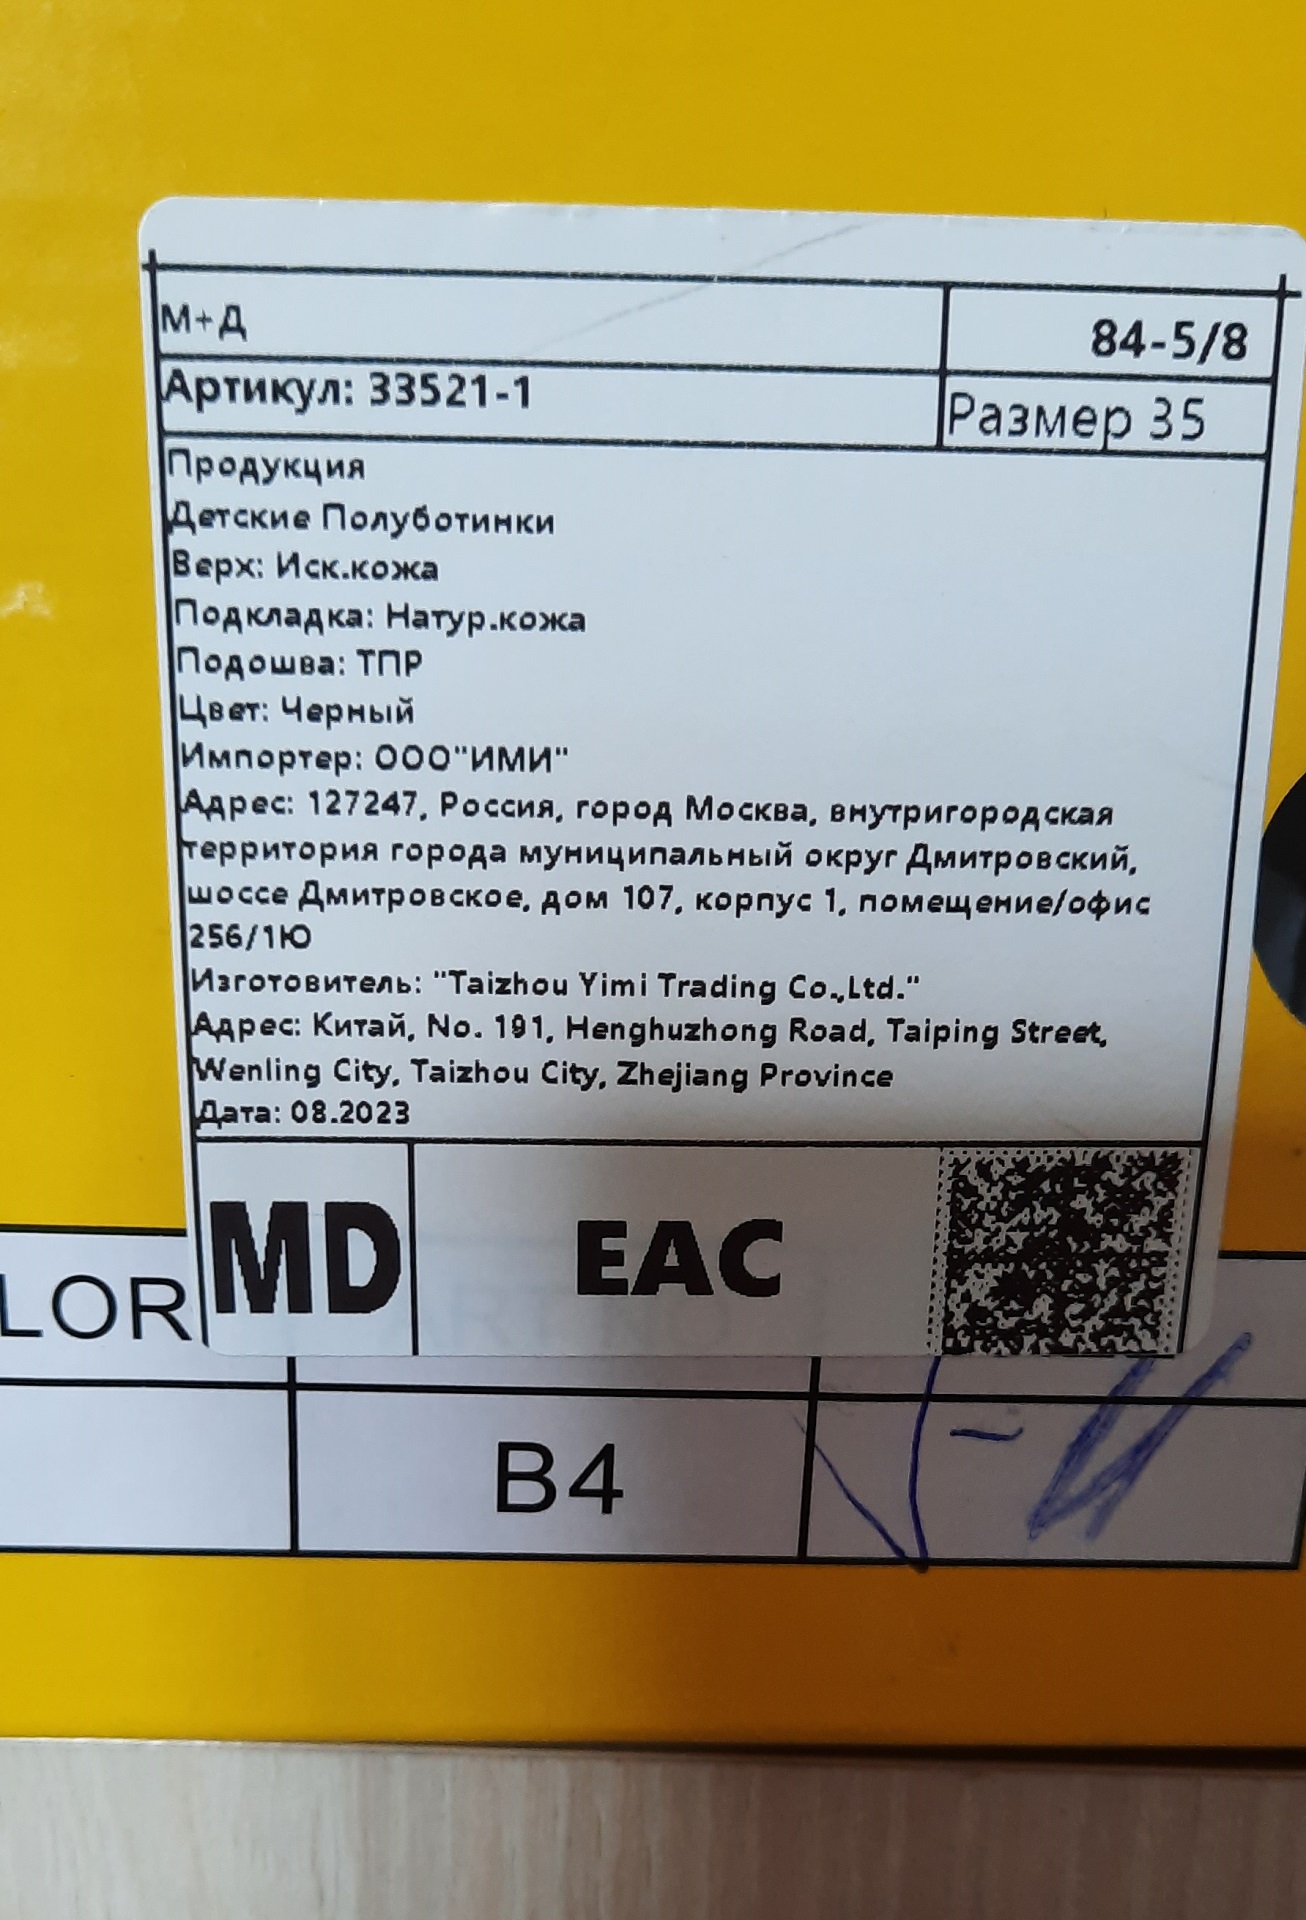 М+Д
84-5/8
Артикул: 33521-1
Размер 35
Продукция
Детские Полуботинки
Верх: Иск.кожа
Подкладка: Натур.кожа
Подошва: ТПР
Цвет: Черный
Импортер: ООО"ИМИ"
Адрес: 127247, Россия, город Москва, внутригородская
территория города муниципальный округ Дмитровский,
шоссе Дмитровское, дом 107, корпус 1, помещение/офис
256/1Ю
Изготовитель: "Taizhou Yimi Trading Co.,Ltd."
Адрес: Китай, No. 191, Henghuzhong Road, Taiping Street,
Wenling City, Taizhou City, Zhejiang Province
Дата: 08.2023
MD
EAC
LOR
B4